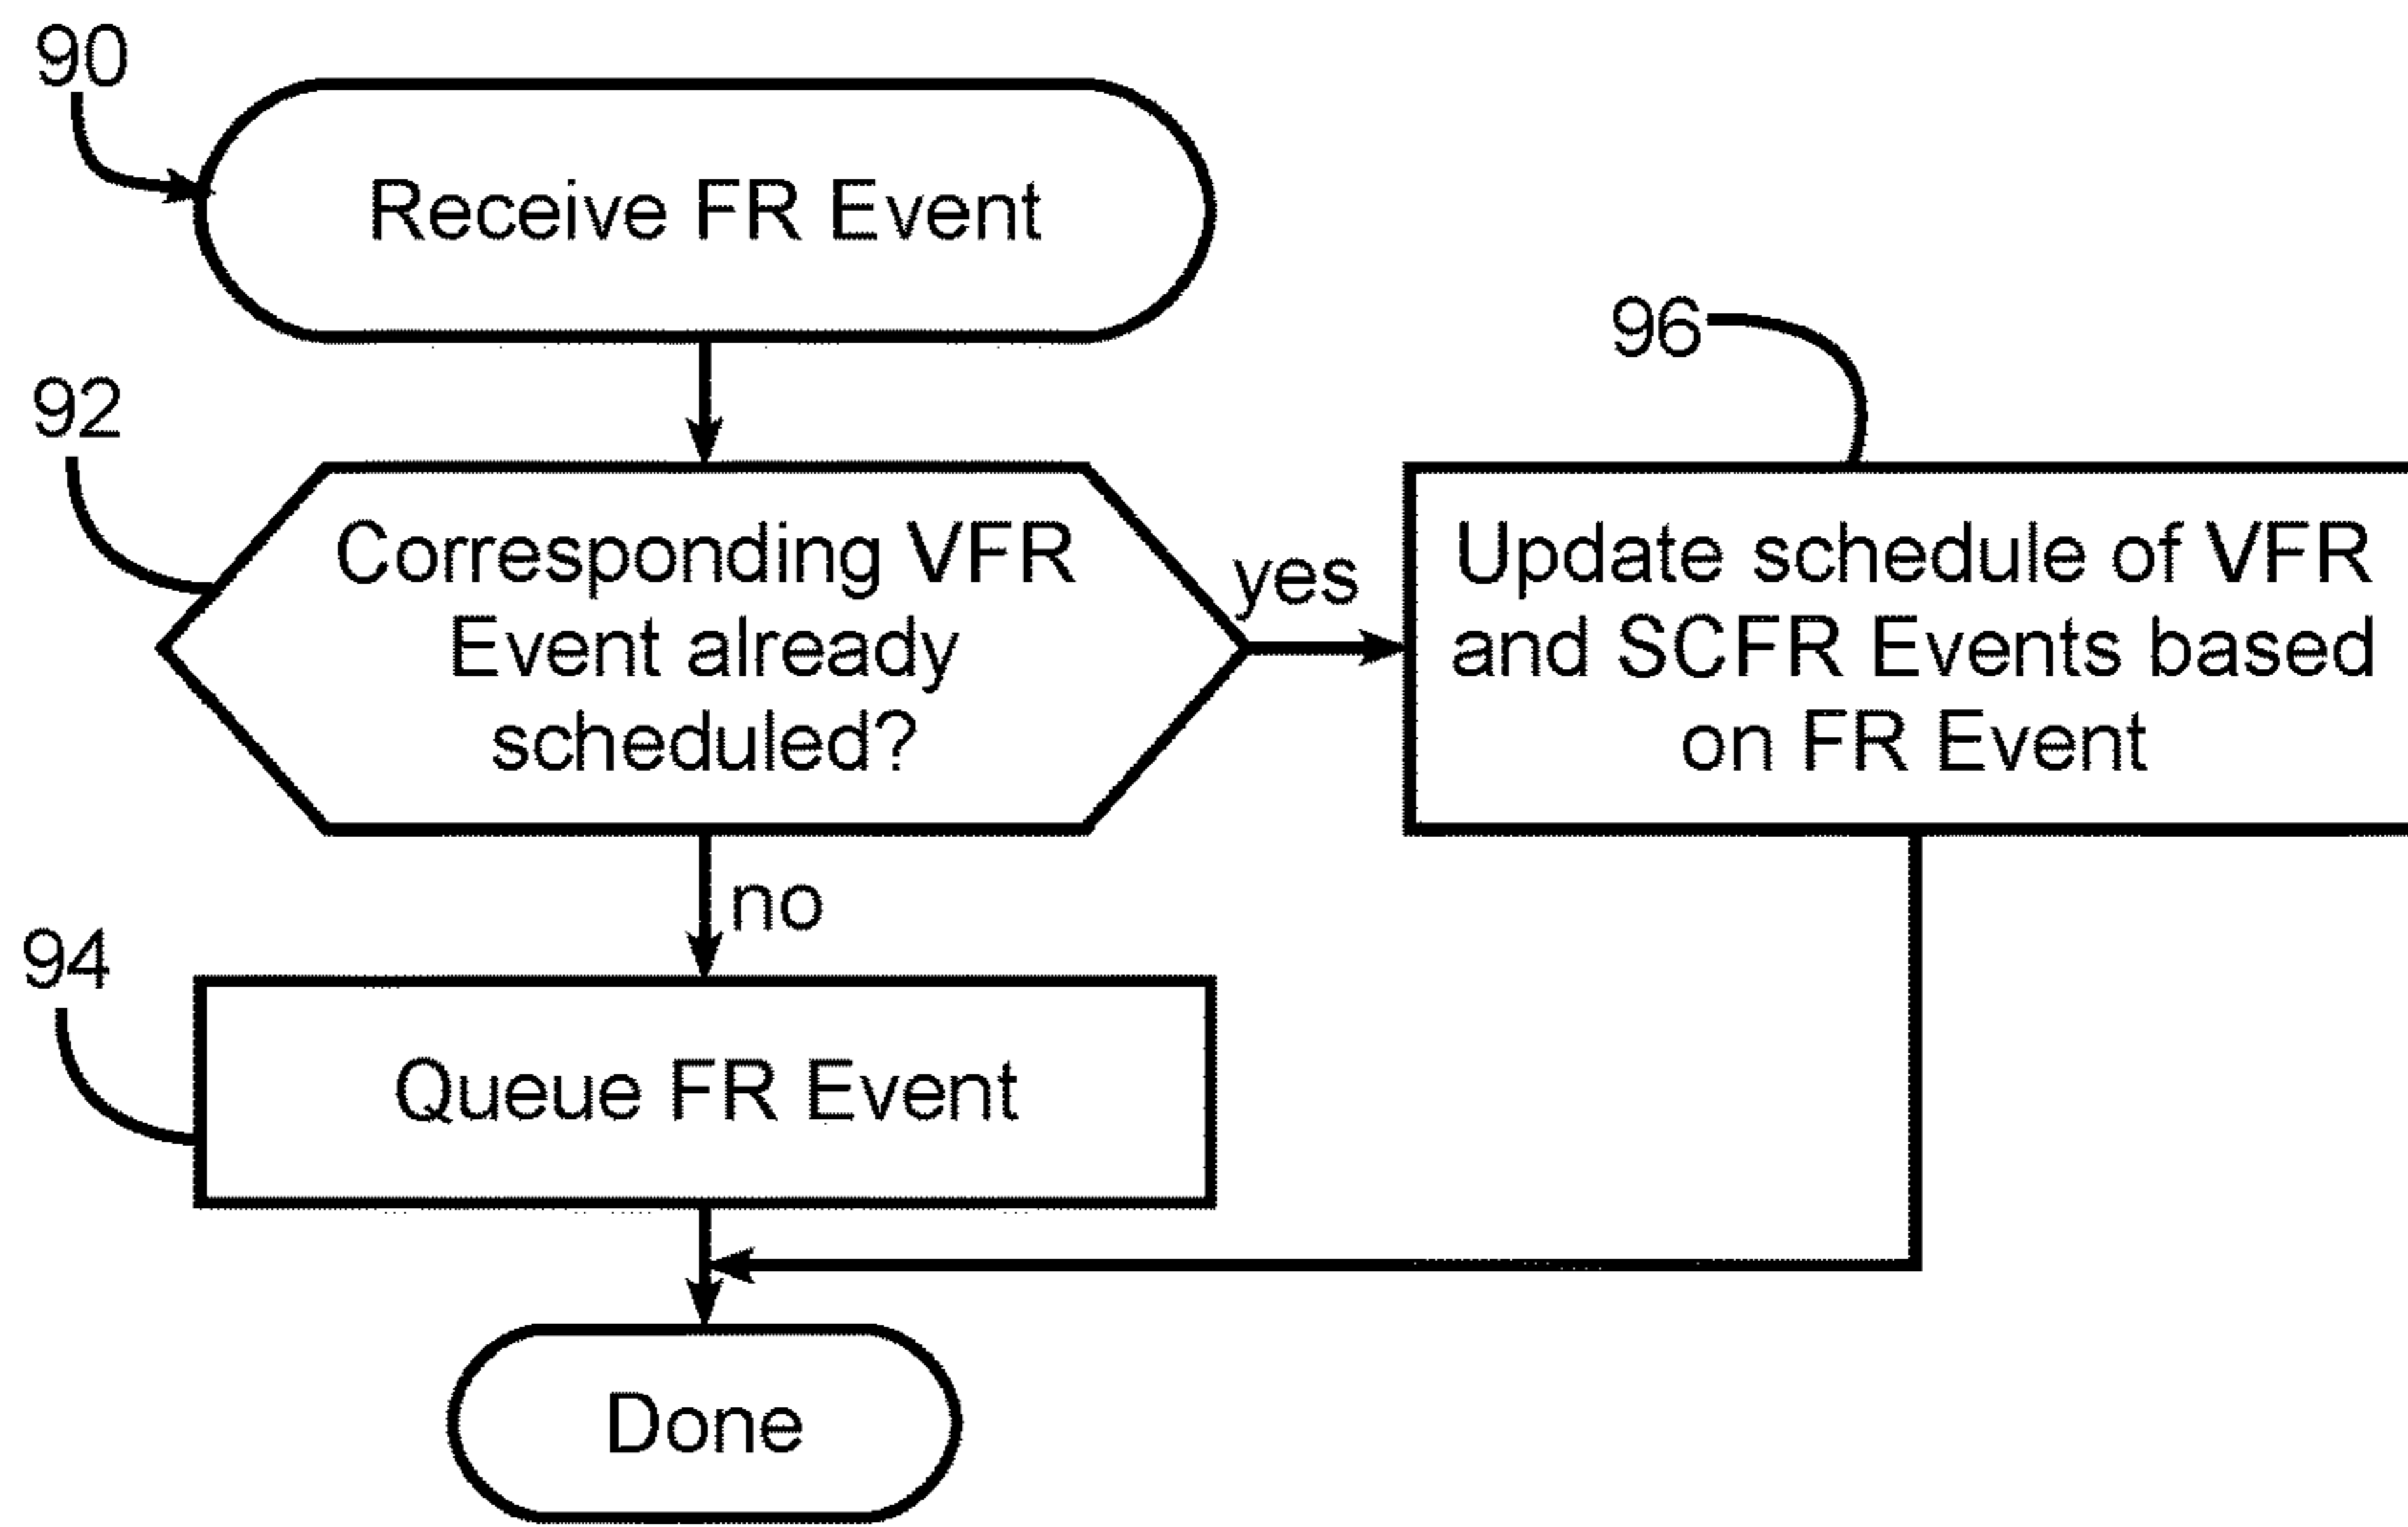 90
Receive FR Event
92
Corresponding VFR
Event already
scheduled?
yes
96
Update schedule of VFR
and SCFR Events based
on FR Event
no
94
Queue FR Event
Done